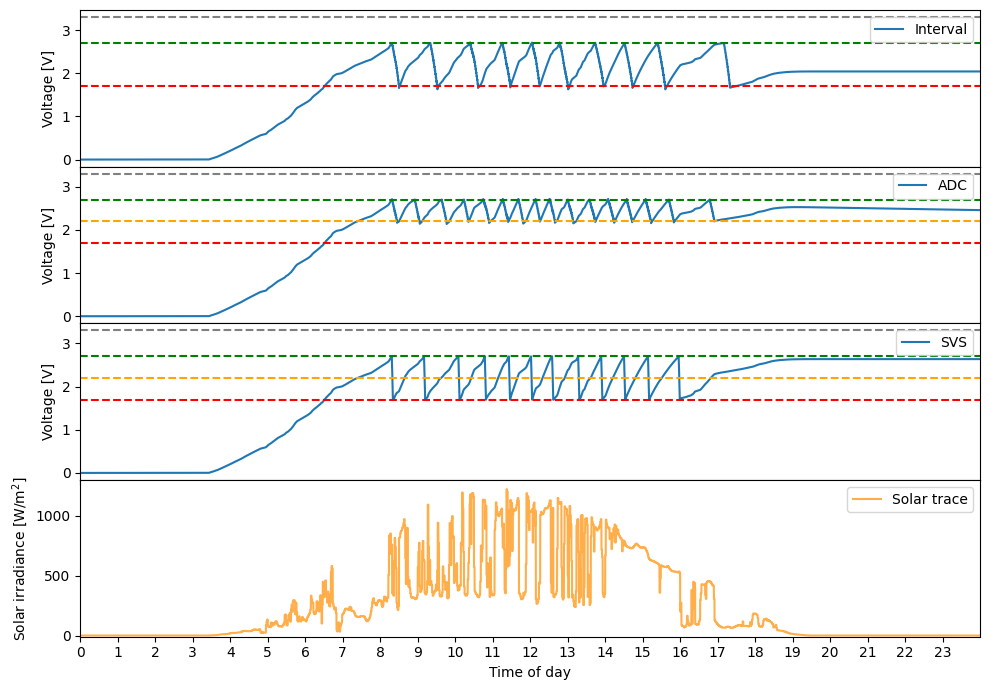 3
2
1
0
Voltage [V]
Interval
3
2
1
0
Voltage [V]
ADC
3
2
1
0
Voltage [V]
SVS
1000
500
0
Solar irradiance [W/m²]
Solar trace
0 1 2 3 4 5 6 7 8 9 10 11 12 13 14 15 16 17 18 19 20 21 22 23
Time of day